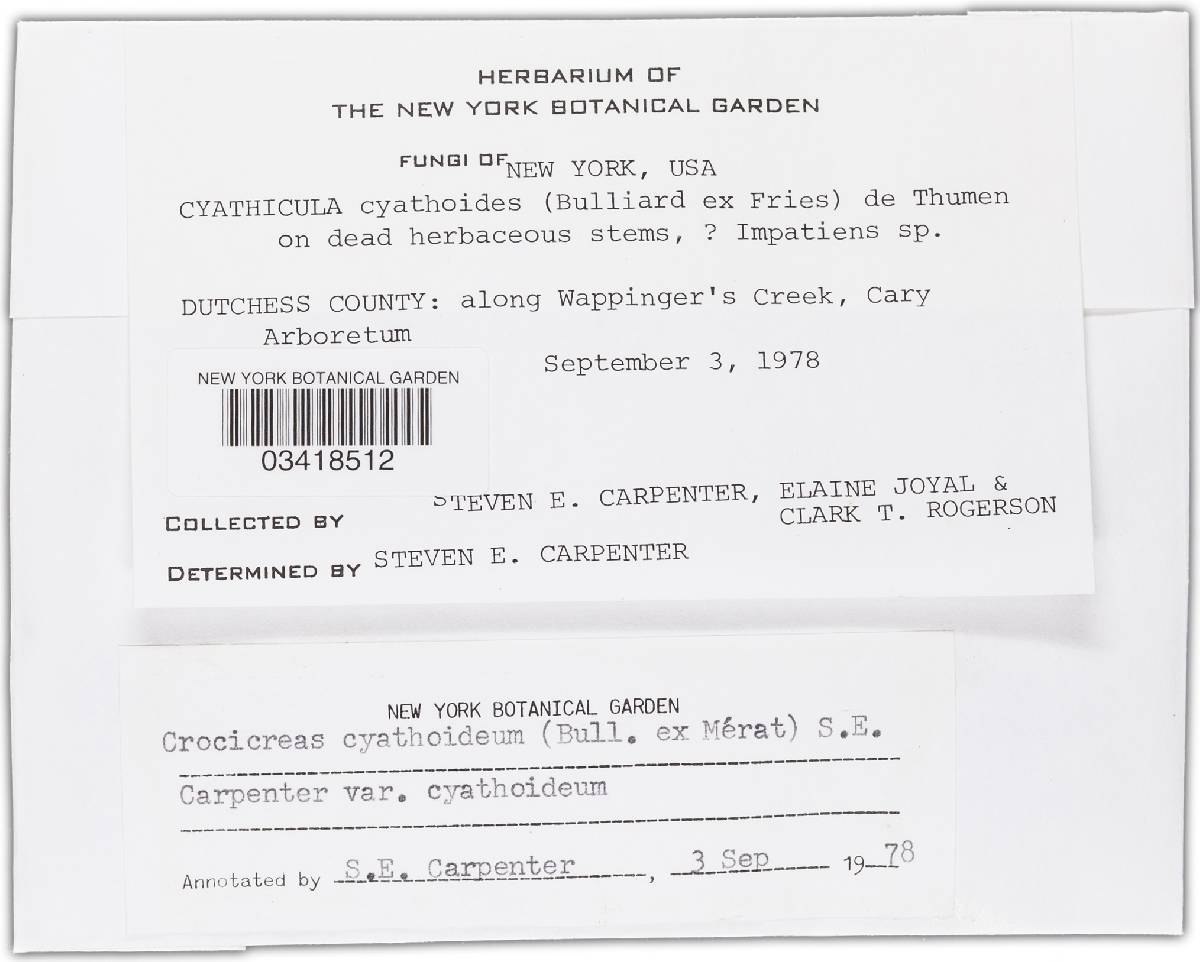 HERBARIUM OF
THE NEW YORK BOTANICAL GARDEN
FUNGI OF NEW YORK, USA
CYATHICULA cyathoides (Bulliard ex Fries) de Thumen
on dead herbaceous stems, ? Impatiens sp.
DUTCHESS COUNTY: along Wappinger's Creek, Cary
Arboretum
September 3, 1978
NEW YORK BOTANICAL GARDEN
03418512
COLLECTED BY STEVEN E. CARPENTER, ELAINE JOYAL &
CLARK T. ROGERSON
DETERMINED BY STEVEN E. CARPENTER
NEW YORK BOTANICAL GARDEN
Crocicreas cyathoideum (Bull. ex Mérat) S.E.
Carpenter var. cyathoideum
Annotated by S.E. Carpenter, 3 Sep 1978